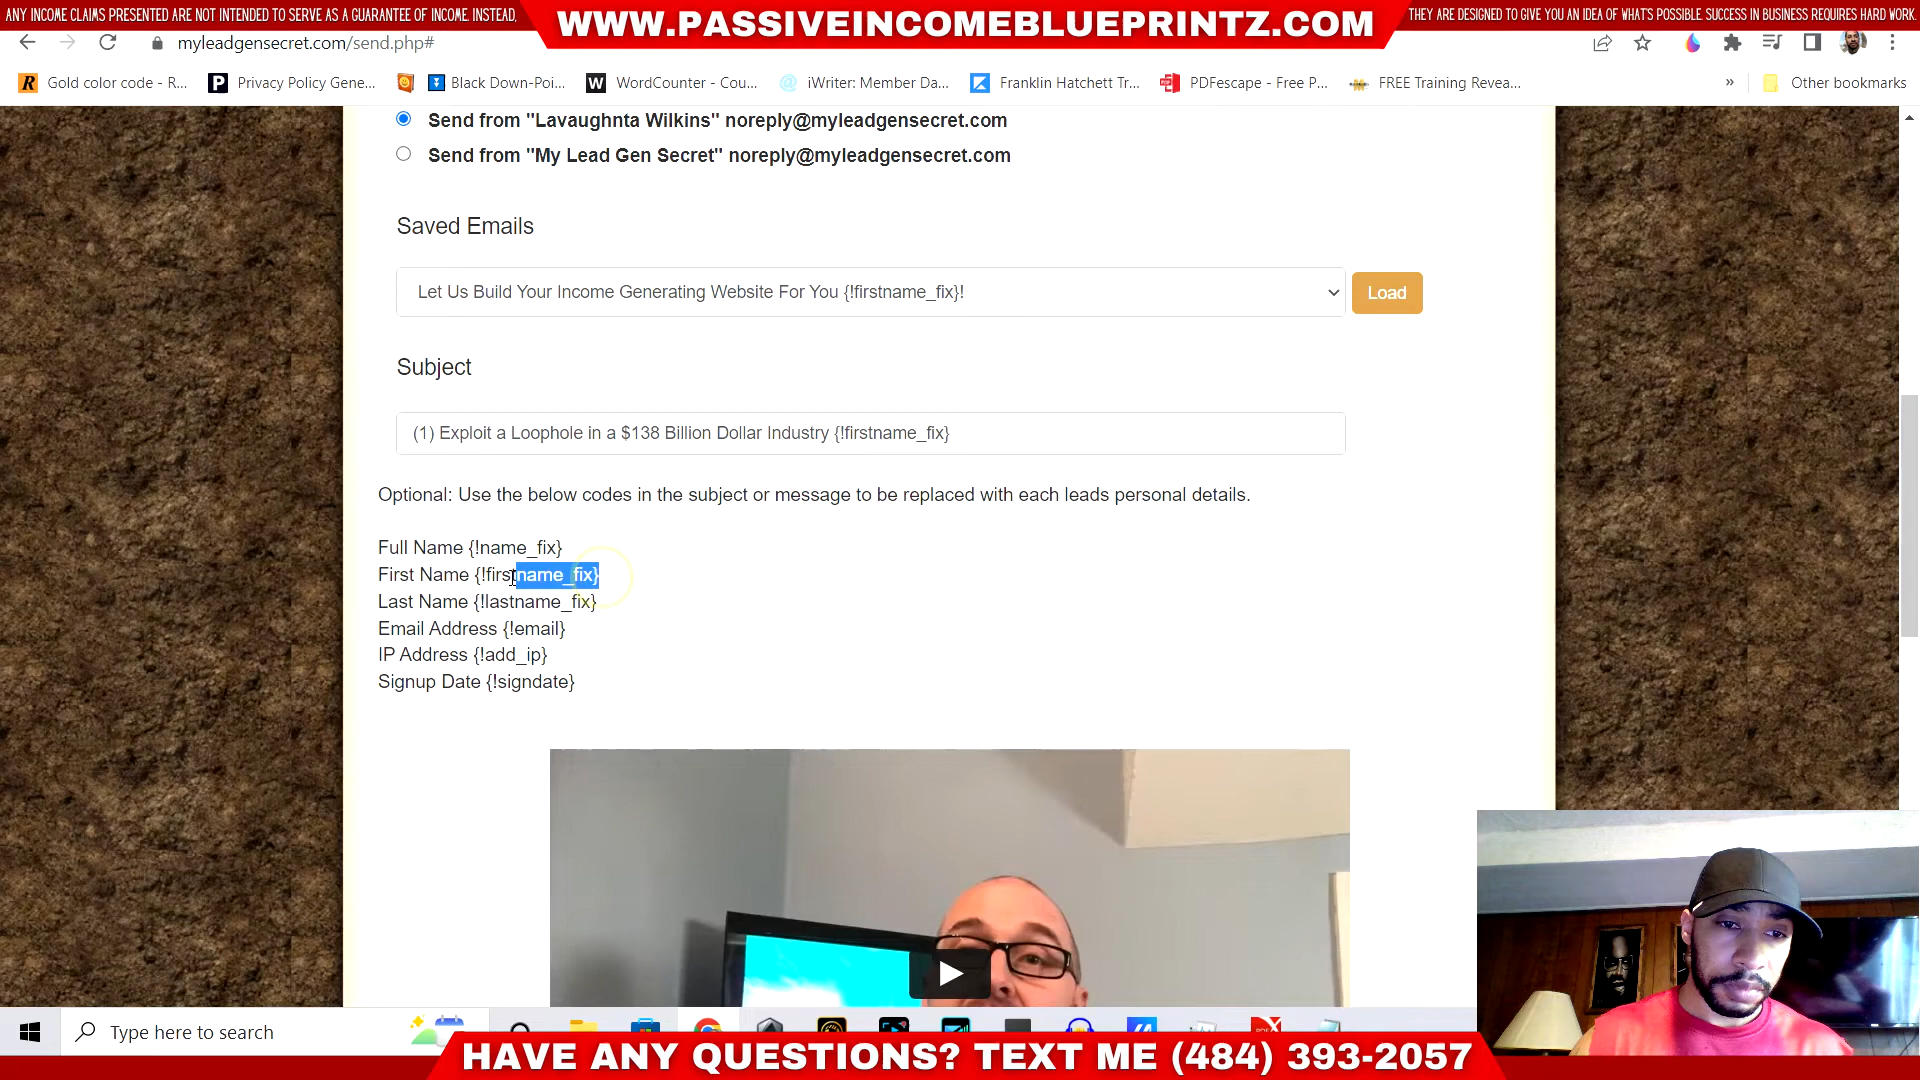 ANY INCOME CLAIMS PRESENTED ARE NOT INTENDED TO SERVE AS A GUARANTEE OF INCOME. INSTEAD,
WWW.PASSIVEINCOMEBLUEPRINTZ.COM
THEY ARE DESIGNED TO GIVE YOU AN IDEA OF WHAT'S POSSIBLE. SUCCESS IN BUSINESS REQUIRES HARD WORK.
myleadgensecret.com/send.php#
Gold color code - R...
Privacy Policy Gene...
Black Down-Poi...
WordCounter - Cou...
iWriter: Member Da...
Franklin Hatchett Tr...
PDFescape - Free P...
FREE Training Revea...
»
Other bookmarks
Send from "Lavaughnta Wilkins" noreply@myleadgensecret.com
Send from "My Lead Gen Secret" noreply@myleadgensecret.com
Saved Emails
Let Us Build Your Income Generating Website For You {!firstname_fix}!
Load
Subject
(1) Exploit a Loophole in a $138 Billion Dollar Industry {!firstname_fix}
Optional: Use the below codes in the subject or message to be replaced with each leads personal details.
Full Name {!name_fix}
First Name {!firstname_fix}
Last Name {!lastname_fix}
Email Address {!email}
IP Address {!add_ip}
Signup Date {!signdate}
Type here to search
HAVE ANY QUESTIONS? TEXT ME (484) 393-2057